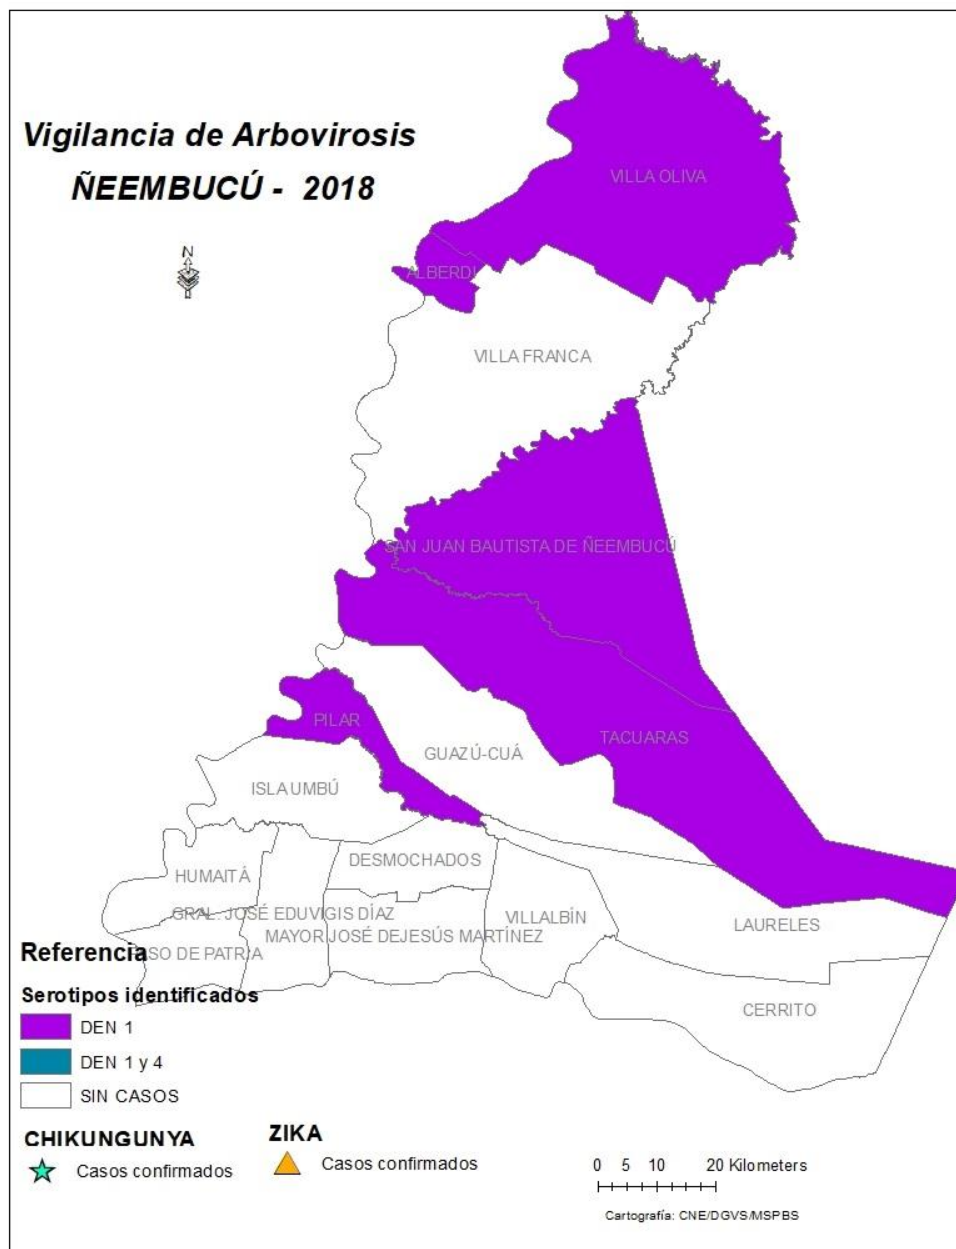 Vigilancia de Arbovirosis
ÑEEMBUCÚ - 2018
N
VILLA OLIVA
ALBERDI
VILLA FRANCA
SAN JUAN BAUTISTA DE ÑEEMBUCÚ
PILAR
TACUARAS
GUAZÚ-CUÁ
ISLA UMBÚ
DESMOCHADOS
HUMAITÁ
GRAL. JOSÉ EDUVIGIS DÍAZ
VILLALBÍN
LAURELES
MAYOR JOSÉ DEJESÚS MARTÍNEZ
PASO DE PATRIA
CERRITO
Referencia
Serotipos identificados
DEN 1
DEN 1 y 4
SIN CASOS
CHIKUNGUNYA
Casos confirmados
ZIKA
Casos confirmados
0 5 10 20 Kilometers
Cartografía: CNE/DGVS/MSPBS